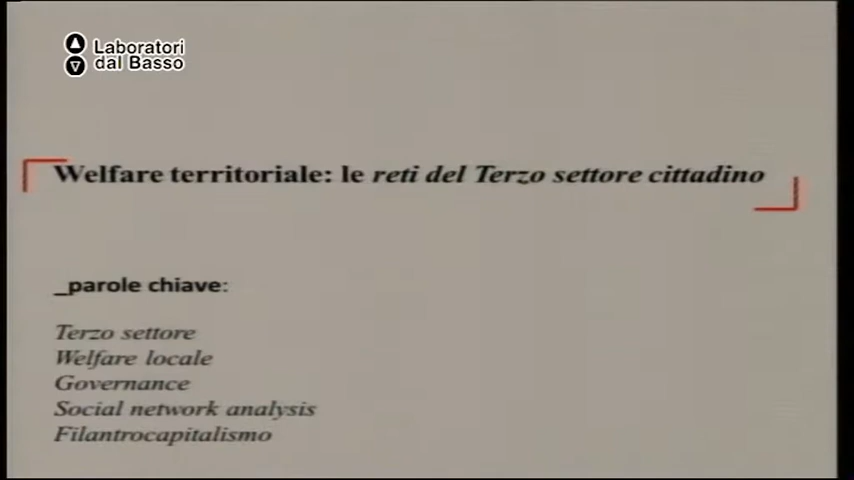 Laboratori
dal Basso
Welfare territoriale: le reti del Terzo settore cittadino
_parole chiave:
Terzo settore
Welfare locale
Governance
Social network analysis
Filantrocapitalismo